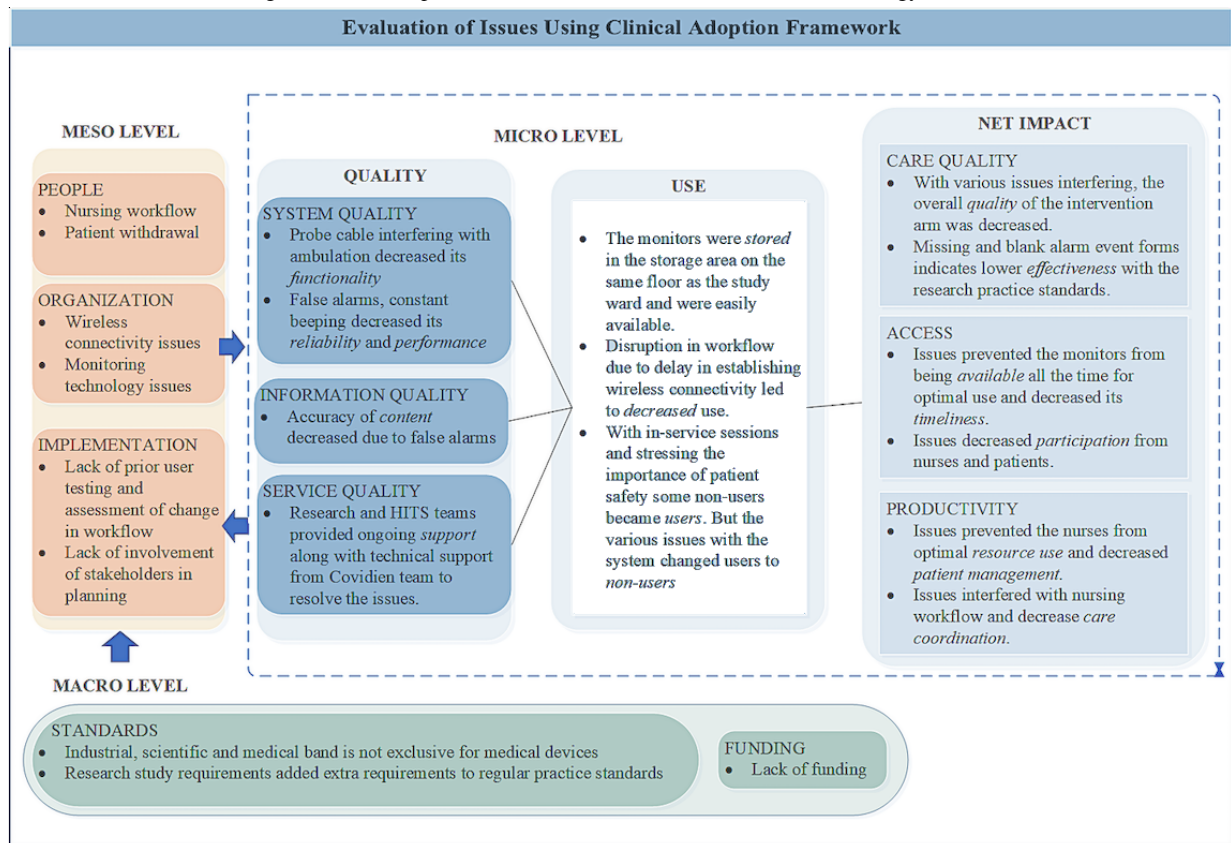 Evaluation of Issues Using Clinical Adoption Framework
MESO LEVEL
PEOPLE
• Nursing workflow
• Patient withdrawal
ORGANIZATION
• Wireless
connectivity issues
• Monitoring
technology issues
IMPLEMENTATION
• Lack of prior user
testing and
assessment of change
in workflow
• Lack of involvement
of stakeholders in
planning
MICRO LEVEL
QUALITY
SYSTEM QUALITY
• Probe cable interfering with
ambulation decreased its
functionality
• False alarms, constant
beeping decreased its
reliability and performance
INFORMATION QUALITY
• Accuracy of content
decreased due to false alarms
SERVICE QUALITY
• Research and HITS teams
provided ongoing support
along with technical support
from Covidien team to
resolve the issues.
USE
• The monitors were stored
in the storage area on the
same floor as the study
ward and were easily
available.
• Disruption in workflow
due to delay in establishing
wireless connectivity led
to decreased use.
• With in-service sessions
and stressing the
importance of patient
safety some non-users
became users. But the
various issues with the
system changed users to
non-users
NET IMPACT
CARE QUALITY
• With various issues interfering, the
overall quality of the intervention
arm was decreased.
• Missing and blank alarm event forms
indicates lower effectiveness with the
research practice standards.
ACCESS
• Issues prevented the monitors from
being available all the time for
optimal use and decreased its
timeliness.
• Issues decreased participation from
nurses and patients.
PRODUCTIVITY
• Issues prevented the nurses from
optimal resource use and decreased
patient management.
• Issues interfered with nursing
workflow and decrease care
coordination.
MACRO LEVEL
STANDARDS
• Industrial, scientific and medical band is not exclusive for medical devices
• Research study requirements added extra requirements to regular practice standards
FUNDING
• Lack of funding